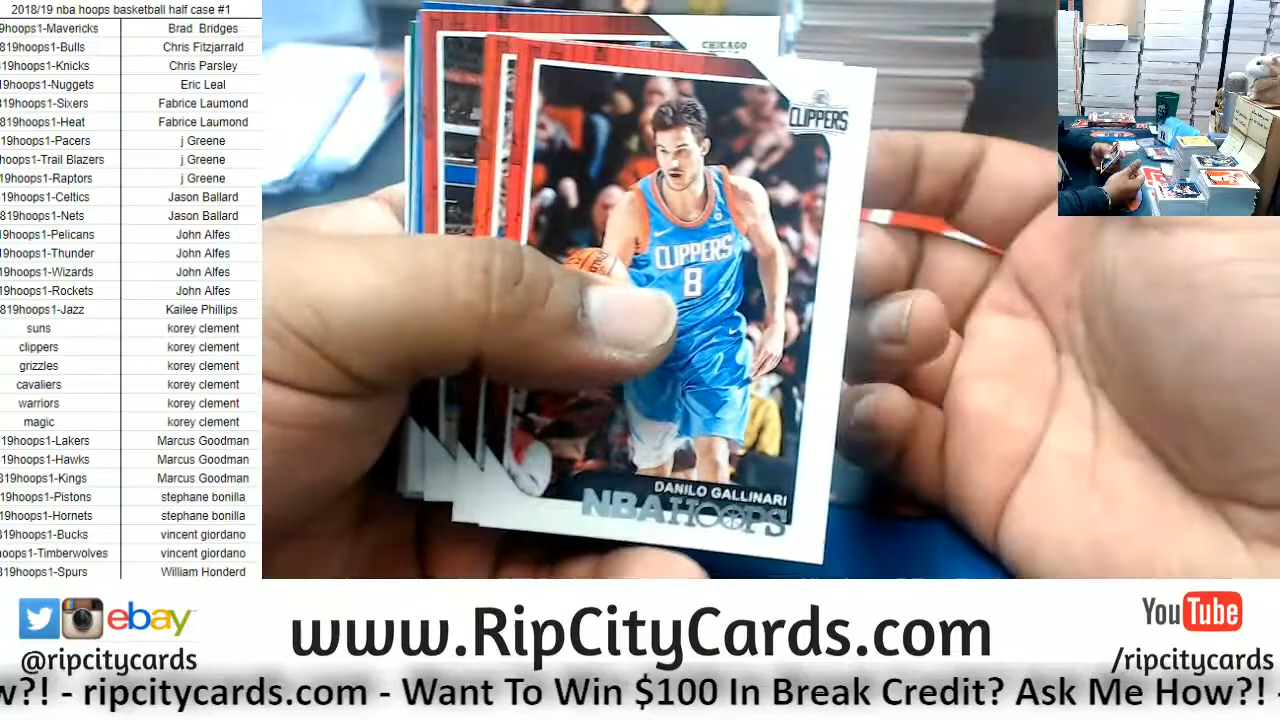 2018/19 nba hoops basketball half case #1
9hoops1-Mavericks Brad Bridges
819hoops1-Bulls Chris Fitzjarrald
19hoops1-Knicks Chris Parsley
19hoops1-Nuggets Eric Leal
819hoops1-Sixers Fabrice Laumond
819hoops1-Heat Fabrice Laumond
19hoops1-Pacers j Greene
hoops1-Trail Blazers j Greene
19hoops1-Raptors j Greene
19hoops1-Celtics Jason Ballard
819hoops1-Nets Jason Ballard
19hoops1-Pelicans John Alfes
19hoops1-Thunder John Alfes
19hoops1-Wizards John Alfes
19hoops1-Rockets John Alfes
819hoops1-Jazz Kailee Phillips
suns korey clement
clippers korey clement
grizzles korey clement
cavaliers korey clement
warriors korey clement
magic korey clement
19hoops1-Lakers Marcus Goodman
19hoops1-Hawks Marcus Goodman
19hoops1-Kings Marcus Goodman
19hoops1-Pistons stephane bonilla
19hoops1-Hornets stephane bonilla
819hoops1-Bucks vincent giordano
hoops1-Timberwolves vincent giordano
819hoops1-Spurs William Honderd
CHICAGO
CLIPPERS
CLIPPERS
8
DANILO GALLINARI
NBA HOOPS
ebay
@ripcitycards
www.RipCityCards.com
YouTube
/ripcitycards
w?! - ripcitycards.com - Want To Win $100 In Break Credit? Ask Me How?! -